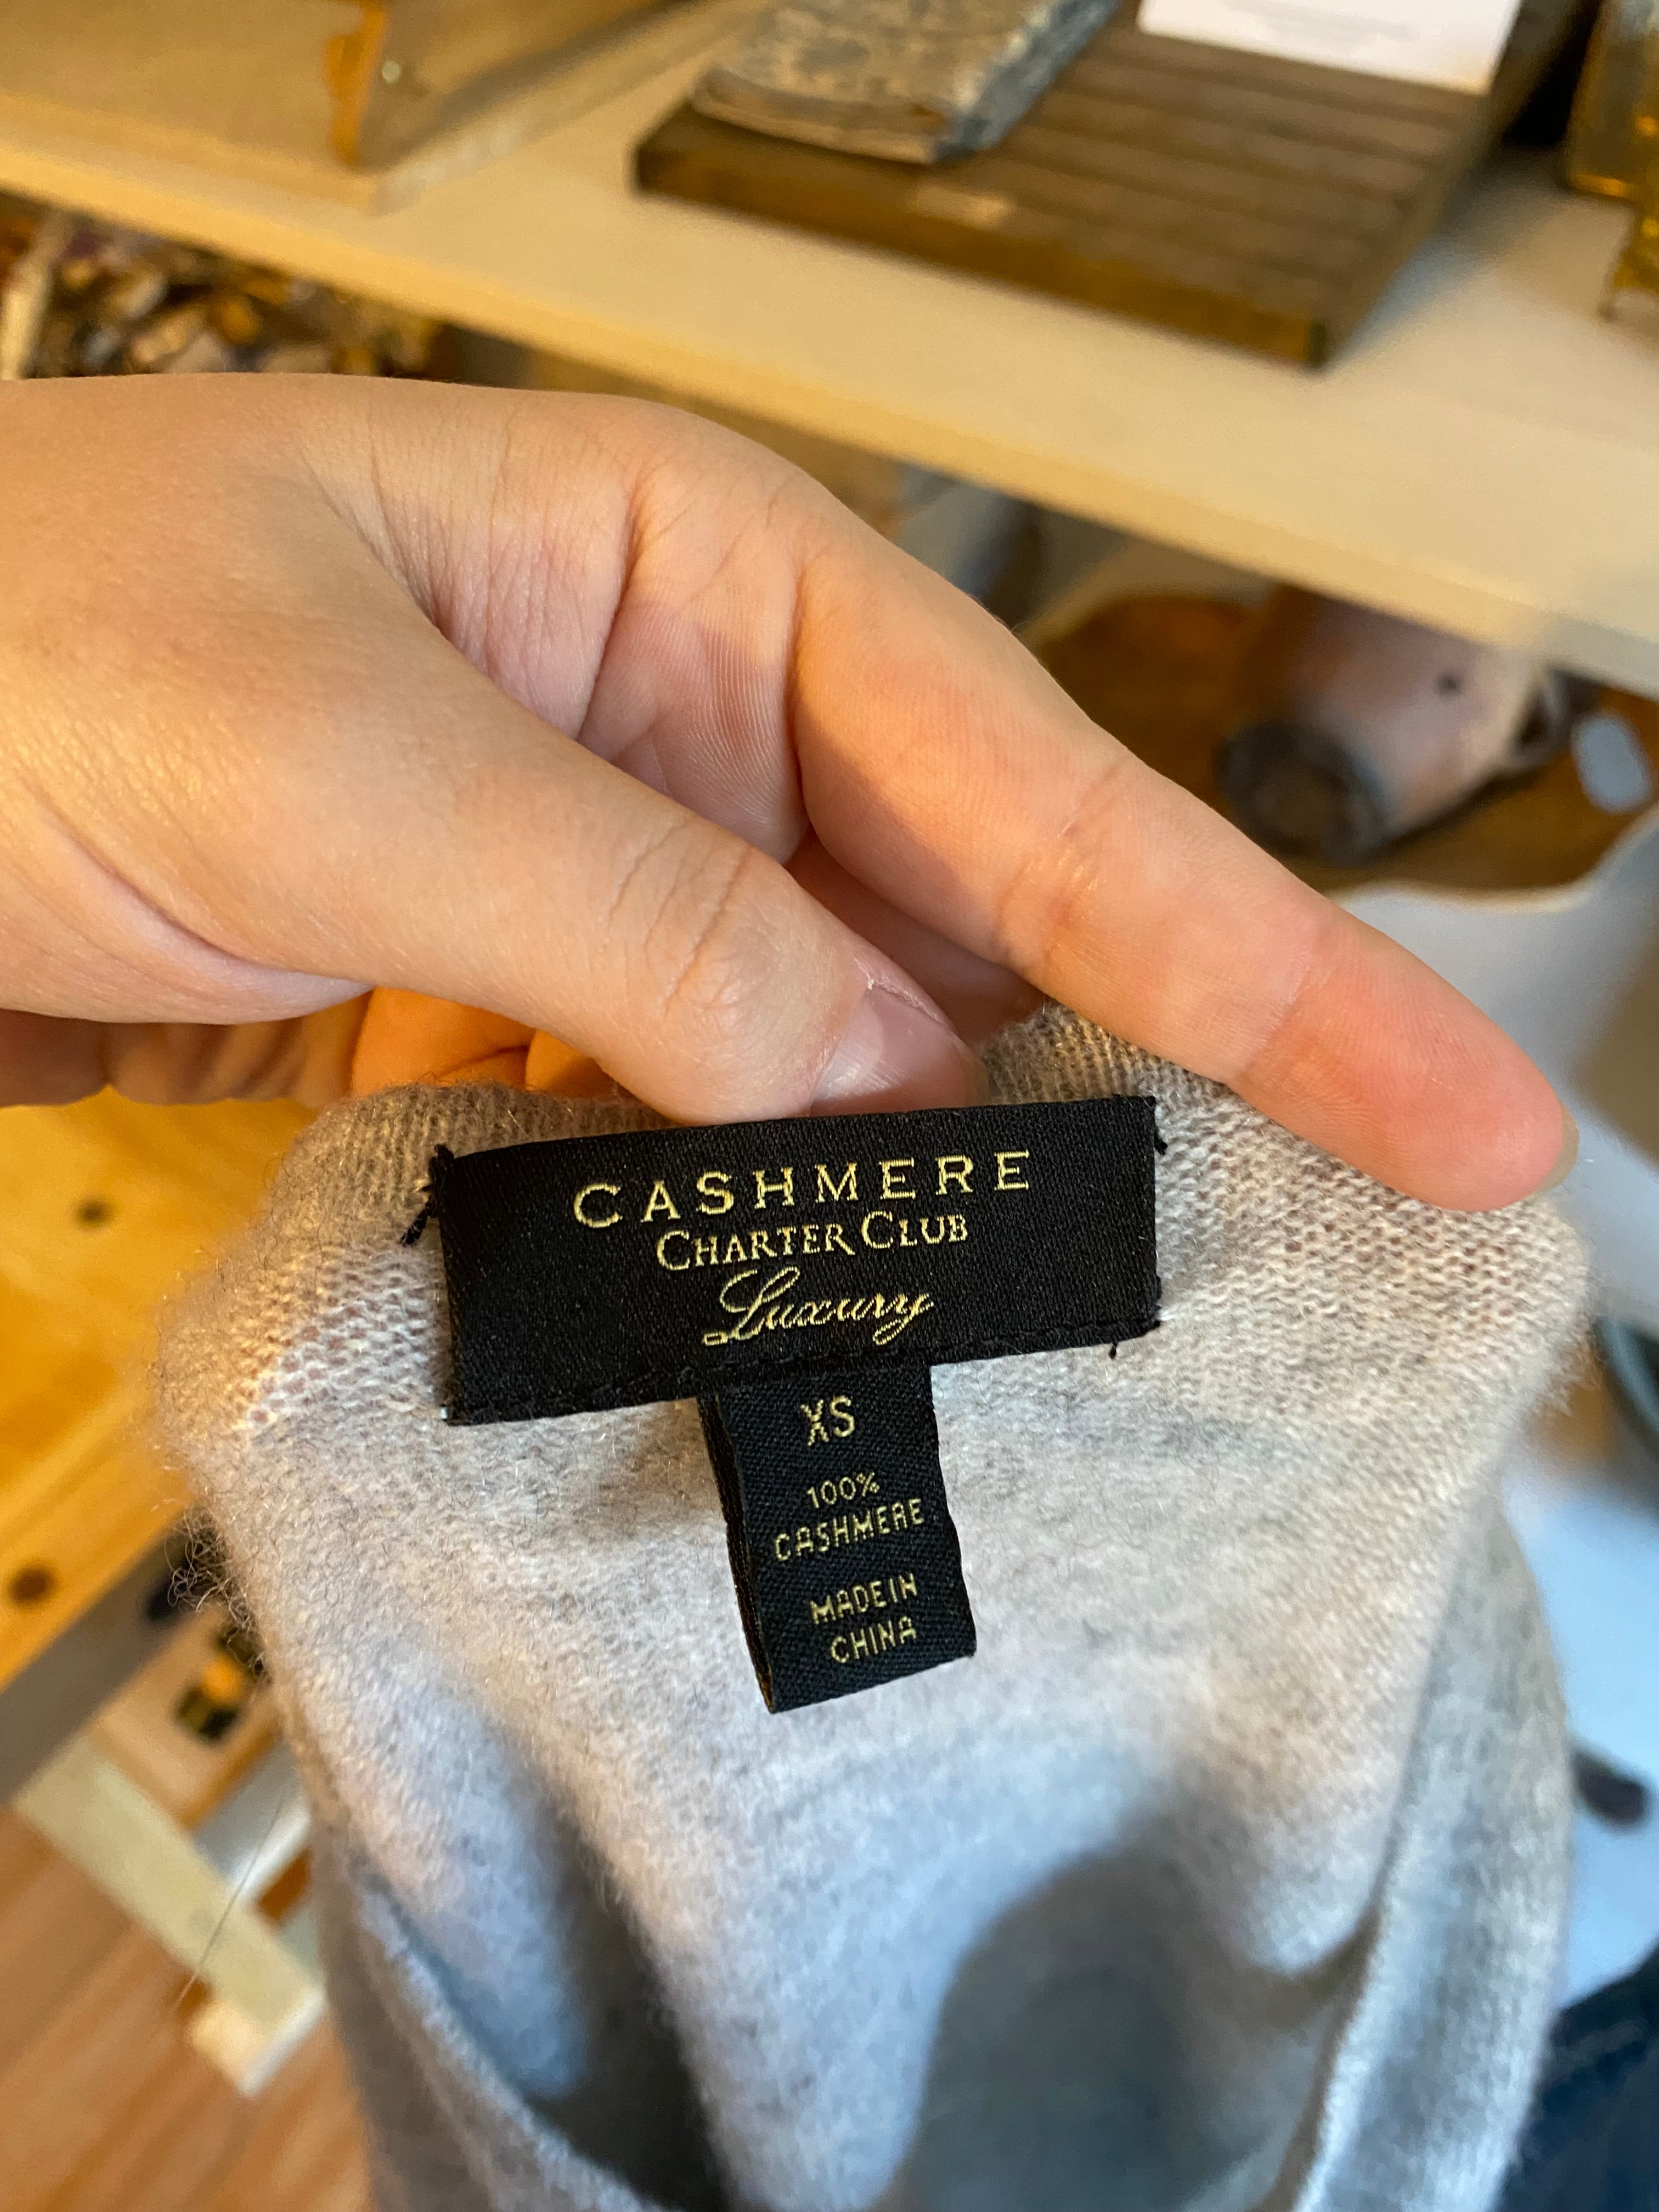 CASHMERE
CHARTER CLUB
Luxury
XS
100%
CASHMERE
MADE IN
CHINA